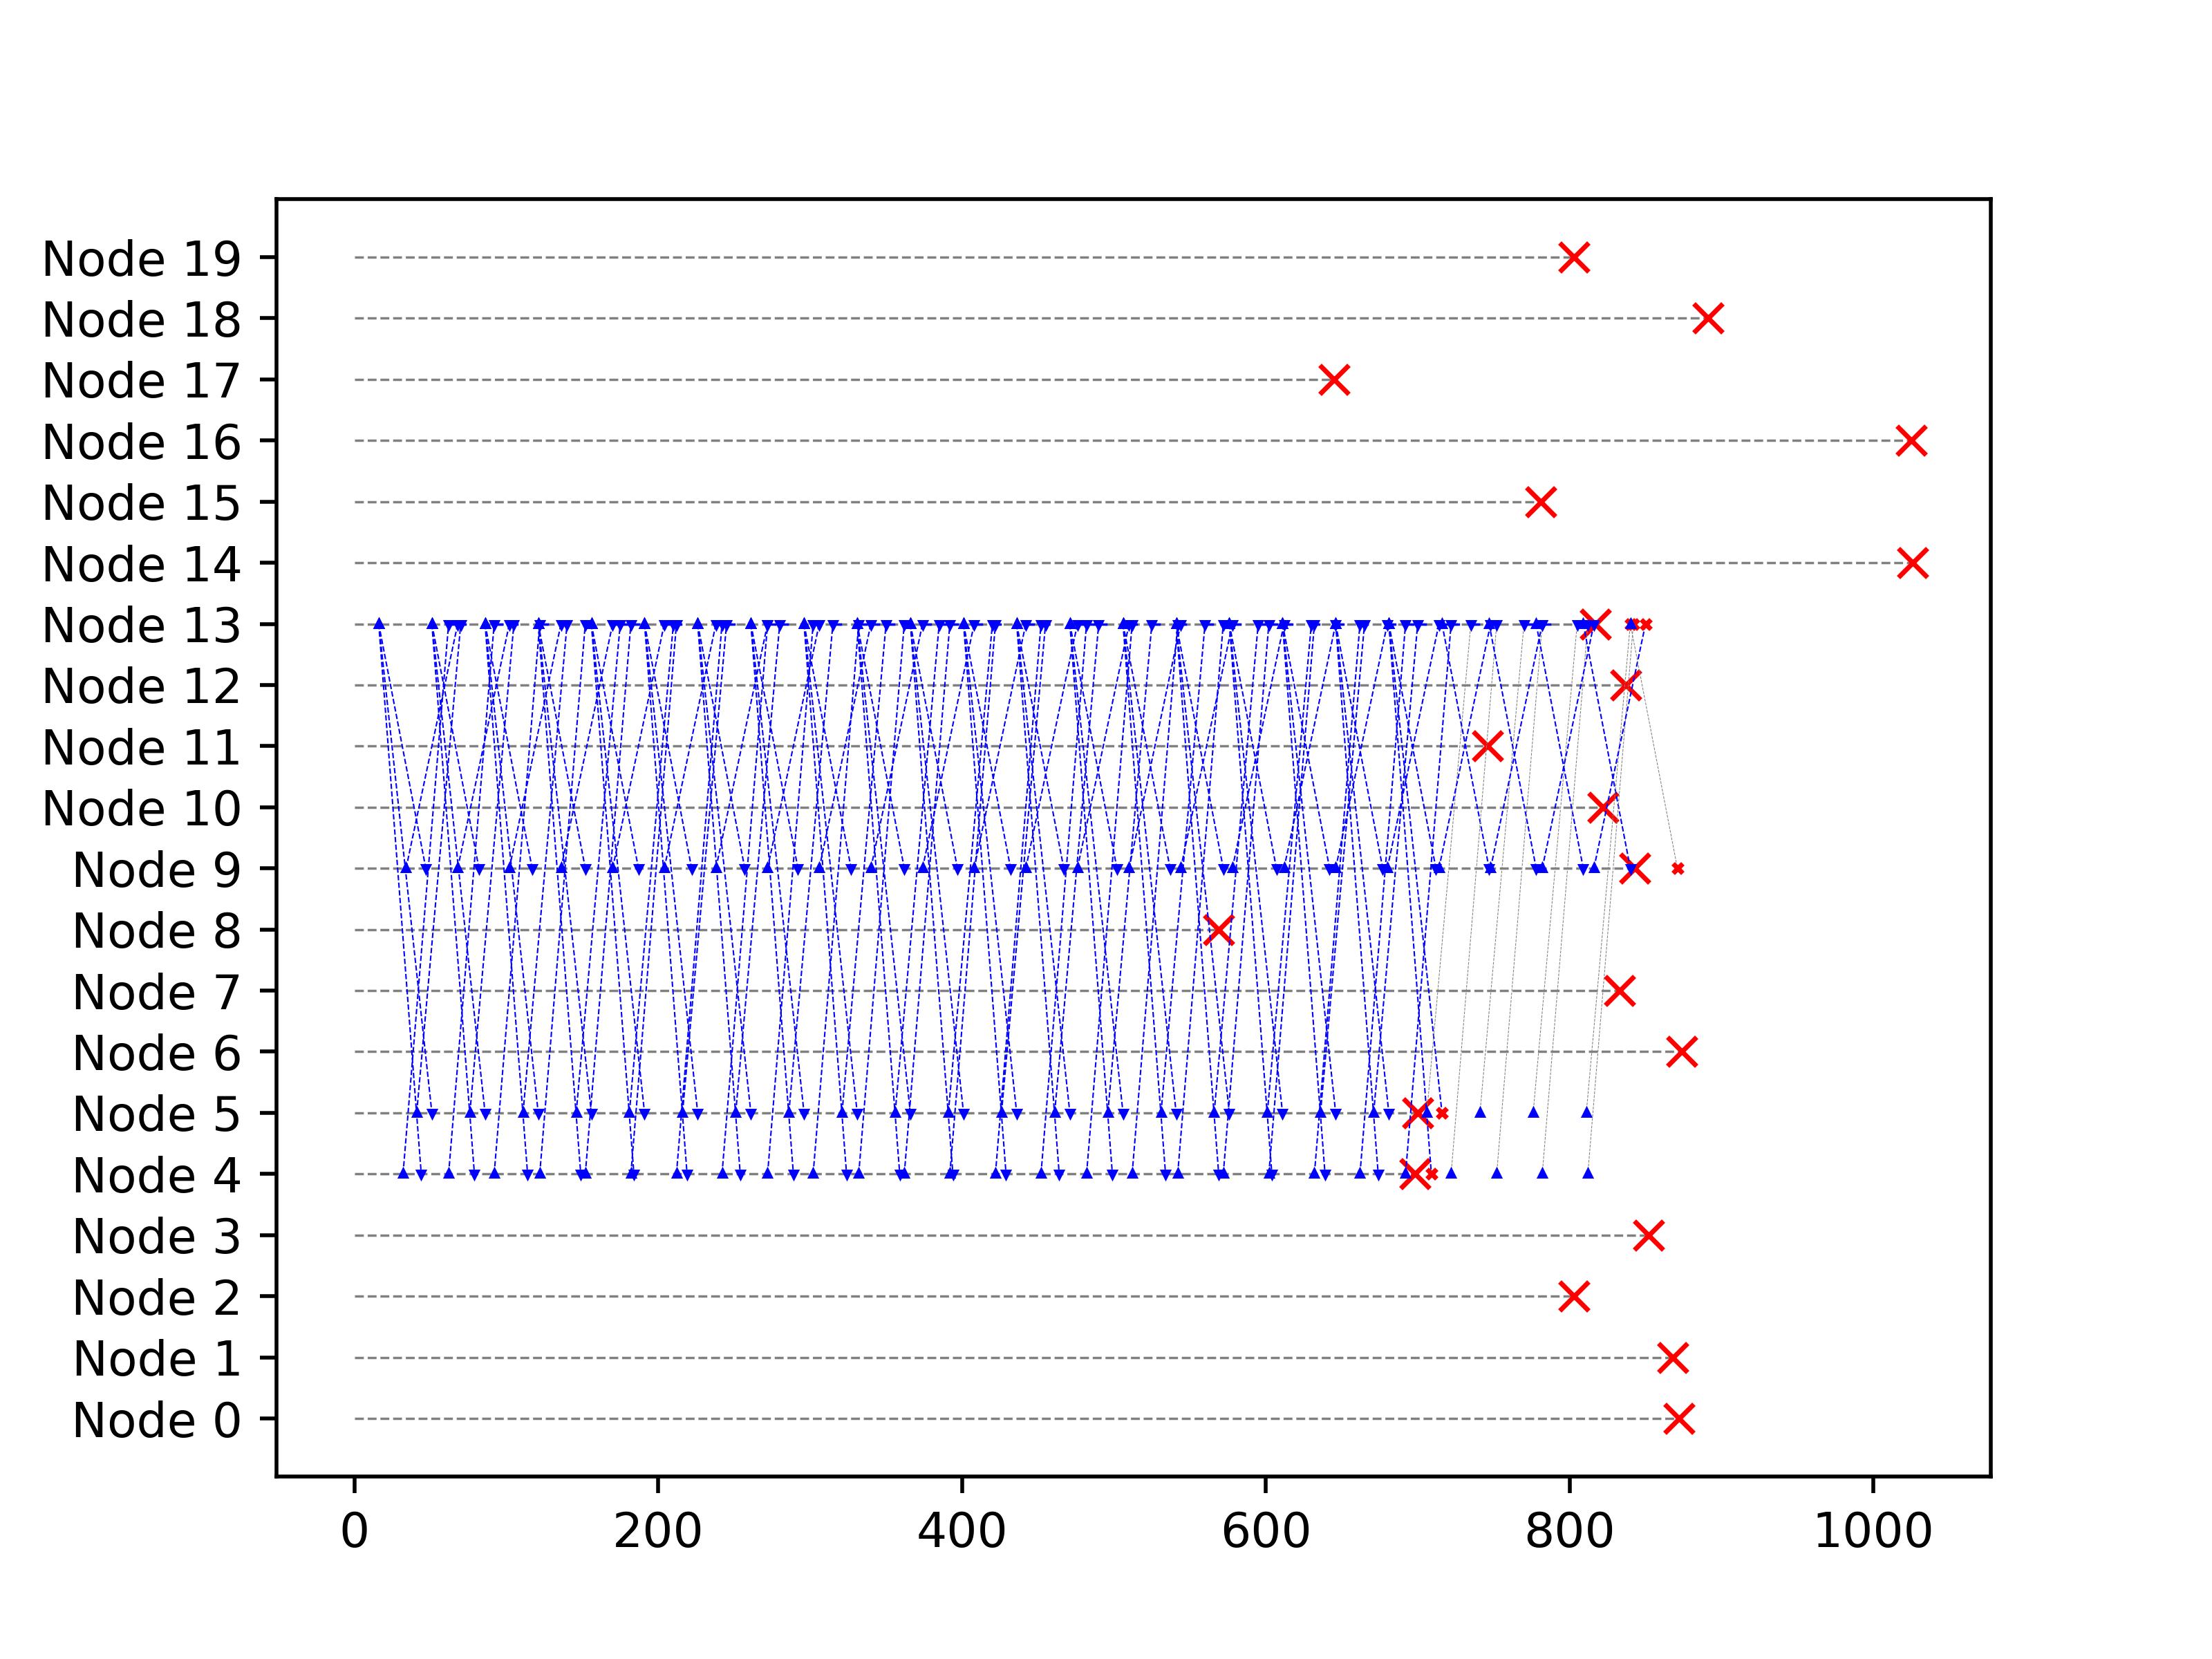 Node 19
Node 18
Node 17
Node 16
Node 15
Node 14
Node 13
Node 12
Node 11
Node 10
Node 9
Node 8
Node 7
Node 6
Node 5
Node 4
Node 3
Node 2
Node 1
Node 0
0 200 400 600 800 1000